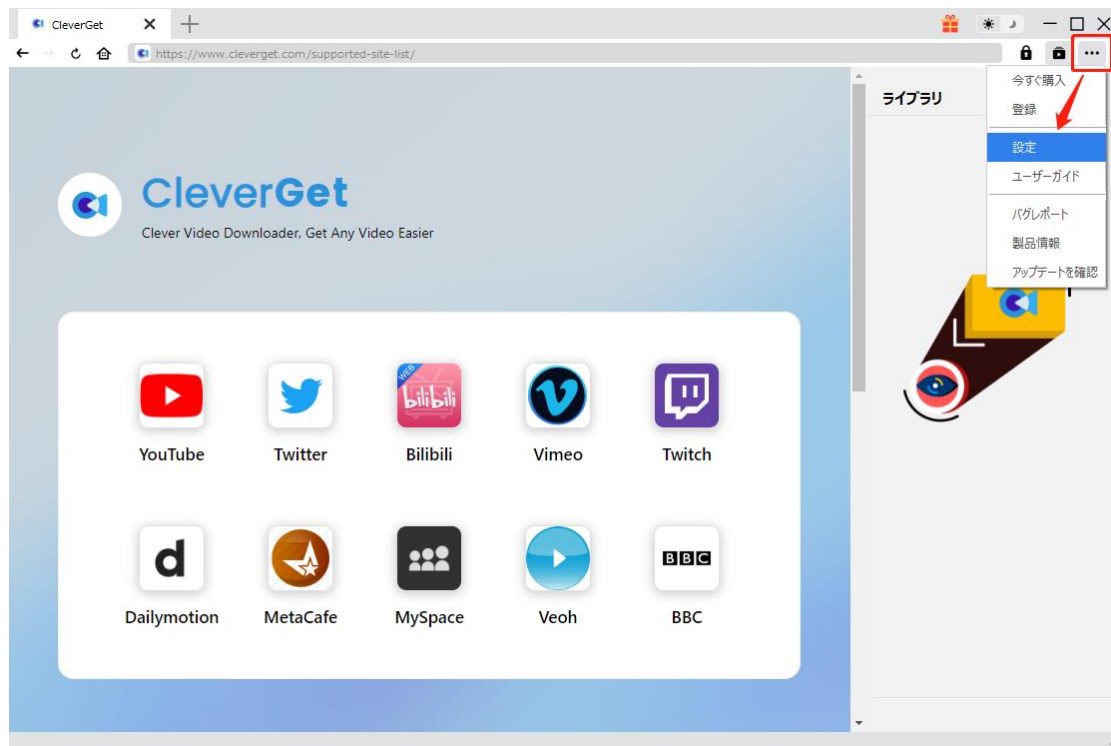 CleverGet
https://www.cleverget.com/supported-site-list/
今すぐ購入
登録
設定
ユーザーガイド
バグレポート
製品情報
アップデートを確認
ライブラリ
CleverGet
Clever Video Downloader, Get Any Video Easier
WEB
bilibili
YouTube
Twitter
Bilibili
Vimeo
Twitch
d
BBC
Dailymotion
MetaCafe
MySpace
Veoh
BBC